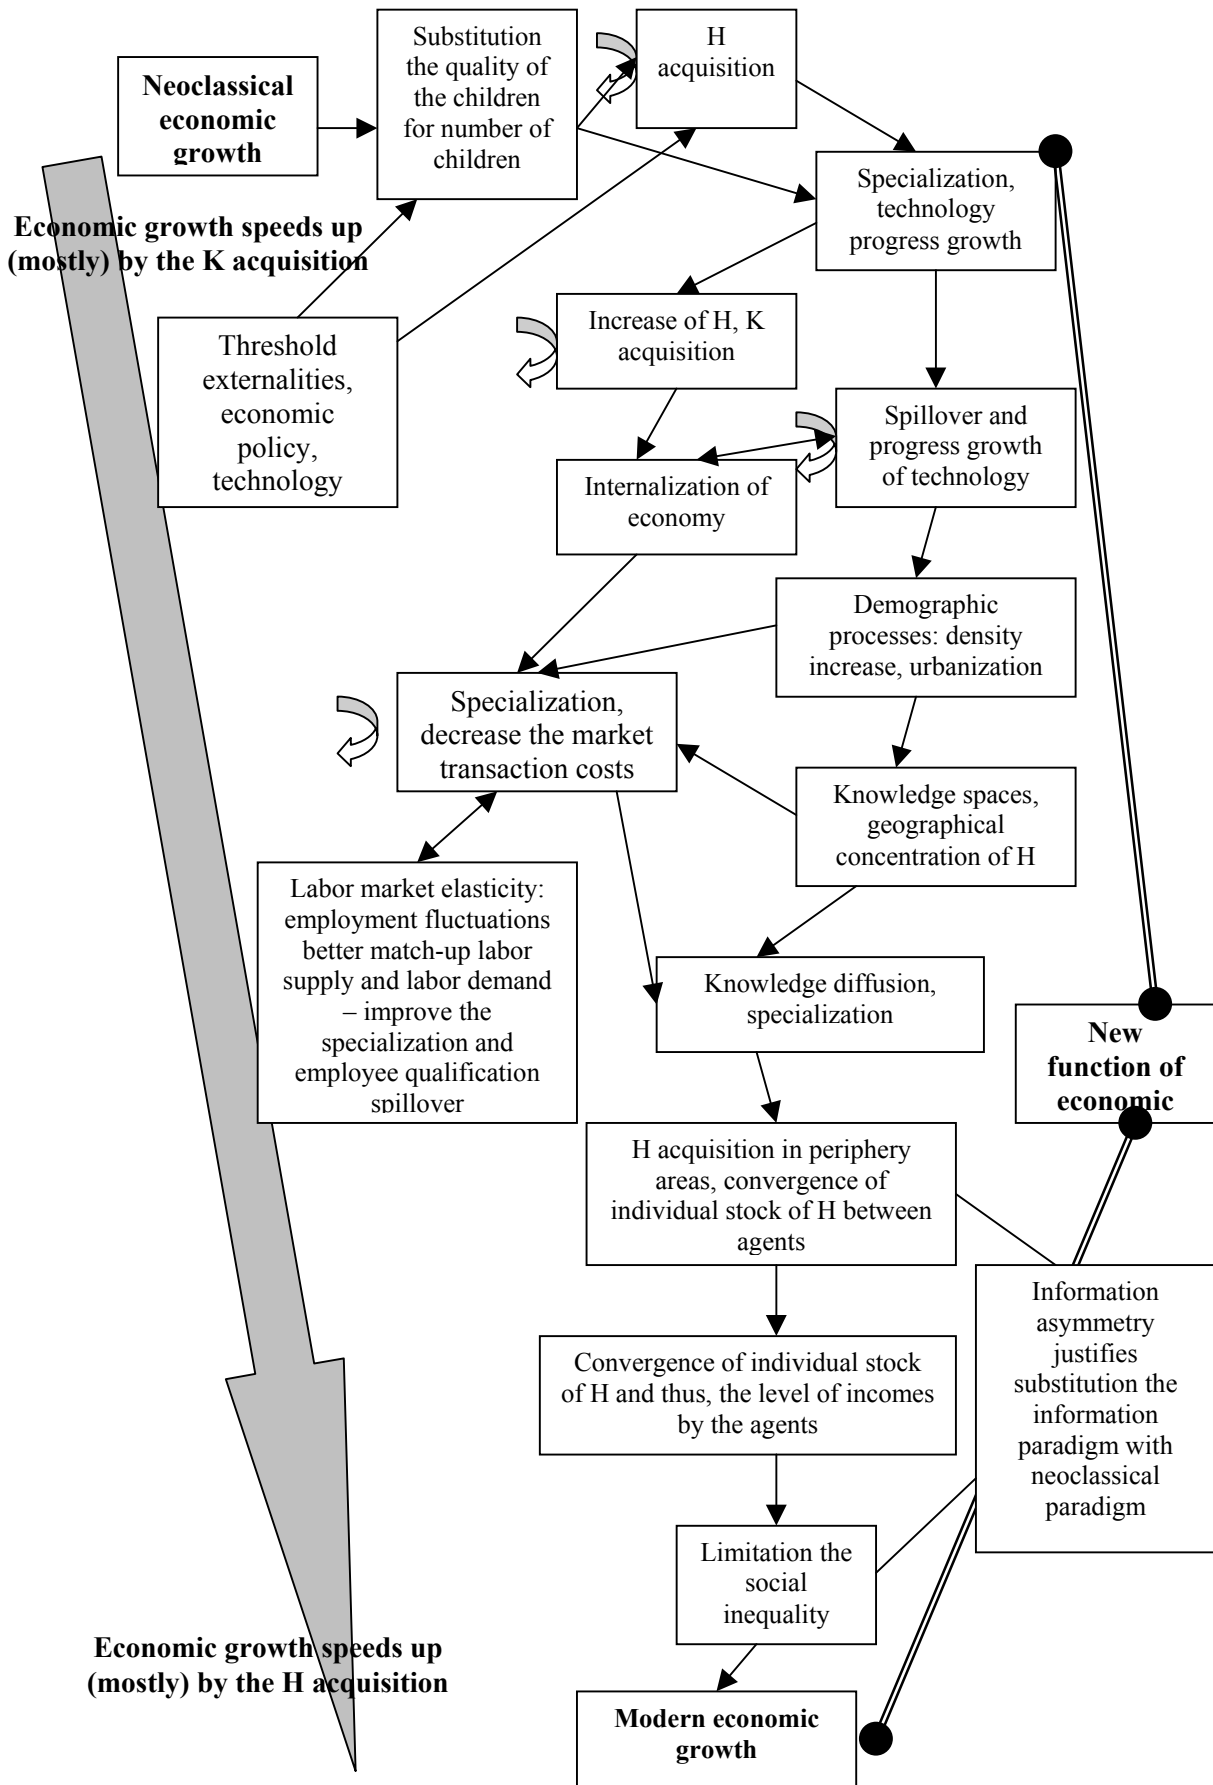 Neoclassical
economic
growth
Substitution
the quality of
the children
for number of
children
H
acquisition
Specialization,
technology
progress growth
Economic growth speeds up
(mostly) by the K acquisition
Threshold
externalities,
economic
policy,
technology
Increase of H, K
acquisition
Spillover and
progress growth
of technology
Internalization of
economy
Demographic
processes: density
increase, urbanization
Specialization,
decrease the market
transaction costs
Knowledge spaces,
geographical
concentration of H
Labor market elasticity:
employment fluctuations
better match-up labor
supply and labor demand
– improve the
specialization and
employee qualification
spillover
Knowledge diffusion,
specialization
New
function of
economic
H acquisition in periphery
areas, convergence of
individual stock of H between
agents
Information
asymmetry
justifies
substitution the
information
paradigm with
neoclassical
paradigm
Convergence of individual stock
of H and thus, the level of incomes
by the agents
Limitation the
social
inequality
Economic growth speeds up
(mostly) by the H acquisition
Modern economic
growth